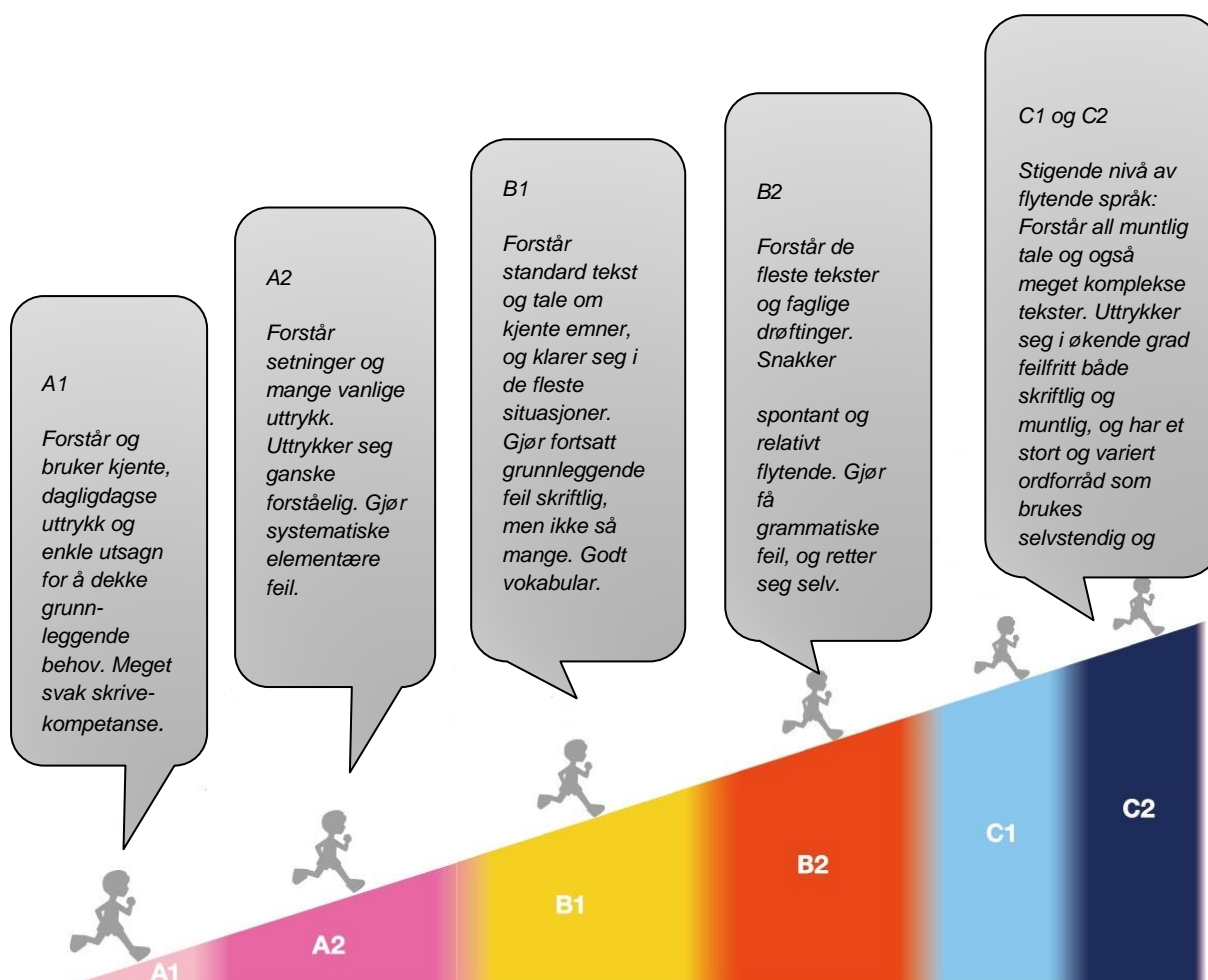 A1
Forstår og
bruker kjente,
dagligdagse
uttrykk og
enkle utsagn
for å dekke
grunn-
leggende
behov. Meget
svak skrive-
kompetanse.
A2
Forstår
setninger og
mange vanlige
uttrykk.
Uttrykker seg
ganske
forståelig. Gjør
systematiske
elementære
feil.
B1
Forstår
standard tekst
og tale om
kjente emner,
og klarer seg i
de fleste
situasjoner.
Gjør fortsatt
grunnleggende
feil skriftlig,
men ikke så
mange. Godt
vokabular.
B2
Forstår de
fleste tekster
og faglige
drøftinger.
Snakker
spontant og
relativt
flytende. Gjør
få
grammatiske
feil, og retter
seg selv.
C1 og C2
Stigende nivå av
flytende språk:
Forstår all muntlig
tale og også
meget komplekse
tekster. Uttrykker
seg i økende grad
feilfritt både
skriftlig og
muntlig, og har et
stort og variert
ordforråd som
brukes
selvstendig og
A1
A2
B1
B2
C1
C2